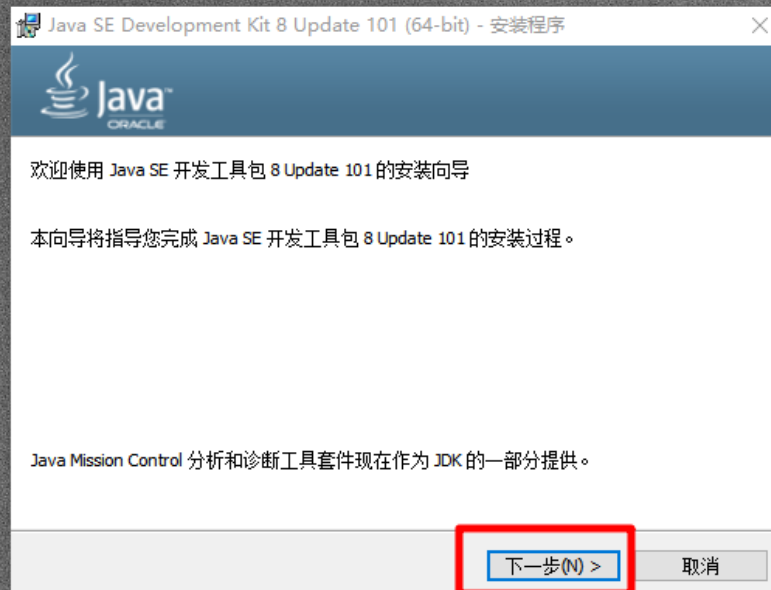 Java SE Development Kit 8 Update 101 (64-bit) - 安装程序
Java™
ORACLE
欢迎使用 Java SE 开发工具包 8 Update 101 的安装向导
本向导将指导您完成 Java SE 开发工具包 8 Update 101 的安装过程。
Java Mission Control 分析和诊断工具套件现在作为 JDK 的一部分提供。
下一步(N) > 取消